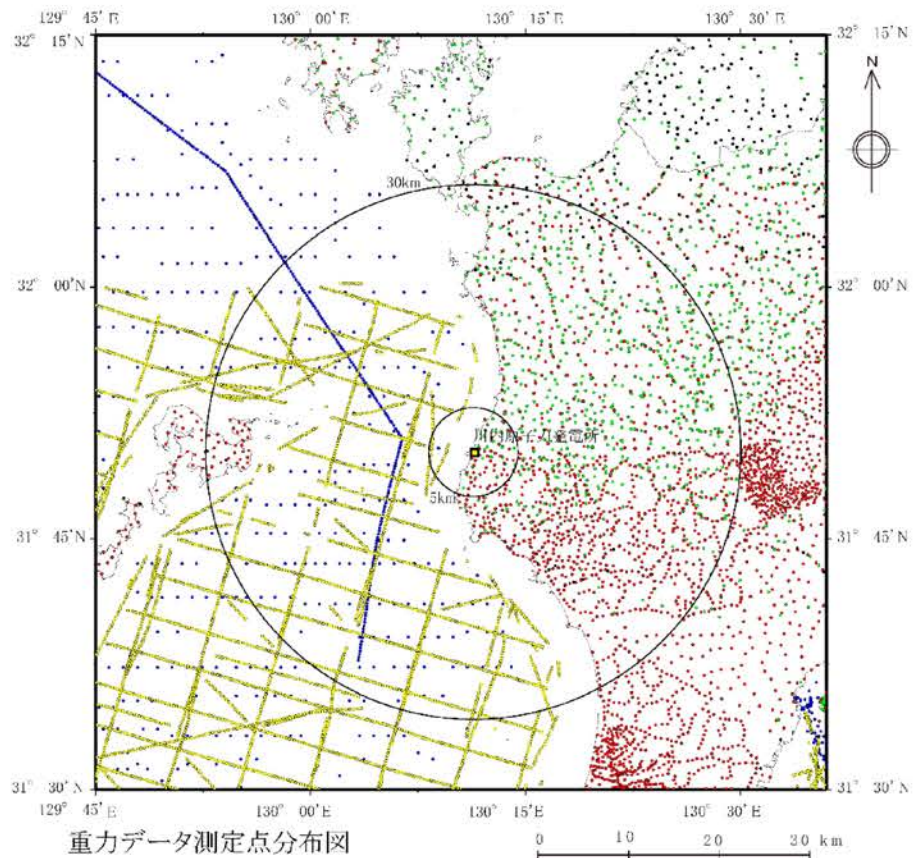 129° 45′ E 130° 00′ E 130° 15′ E 130° 30′ E
32° 15′ N 32° 15′ N
N
30km
32° 00′ N 32° 00′ N
川内原子力発電所
5km
31° 45′ N 31° 45′ N
31° 30′ N 31° 30′ N
129° 45′ E 130° 00′ E 130° 15′ E 130° 30′ E
重力データ測定点分布図
0 10 20 30 km